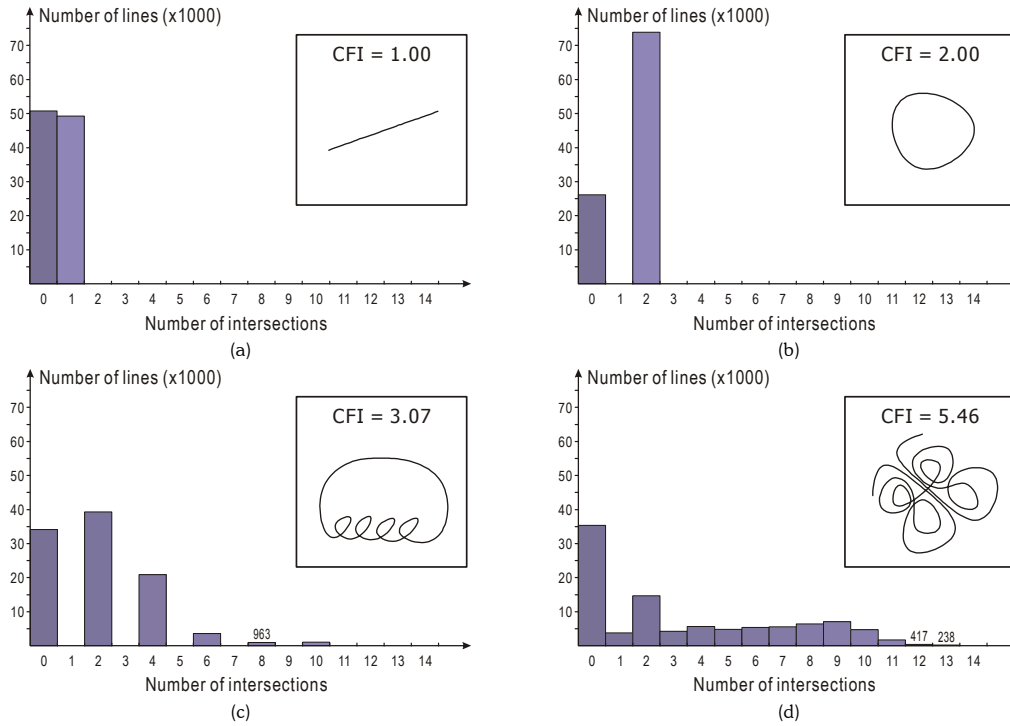 Number of lines (x1000)
70
60
50
40
30
20
10
CFI = 1.00
0 1 2 3 4 5 6 7 8 9 10 11 12 13 14
Number of intersections
(a)
Number of lines (x1000)
70
60
50
40
30
20
10
CFI = 2.00
0 1 2 3 4 5 6 7 8 9 10 11 12 13 14
Number of intersections
(b)
Number of lines (x1000)
70
60
50
40
30
20
10
CFI = 3.07
963
0 1 2 3 4 5 6 7 8 9 10 11 12 13 14
Number of intersections
(c)
Number of lines (x1000)
70
60
50
40
30
20
10
CFI = 5.46
417 238
0 1 2 3 4 5 6 7 8 9 10 11 12 13 14
Number of intersections
(d)